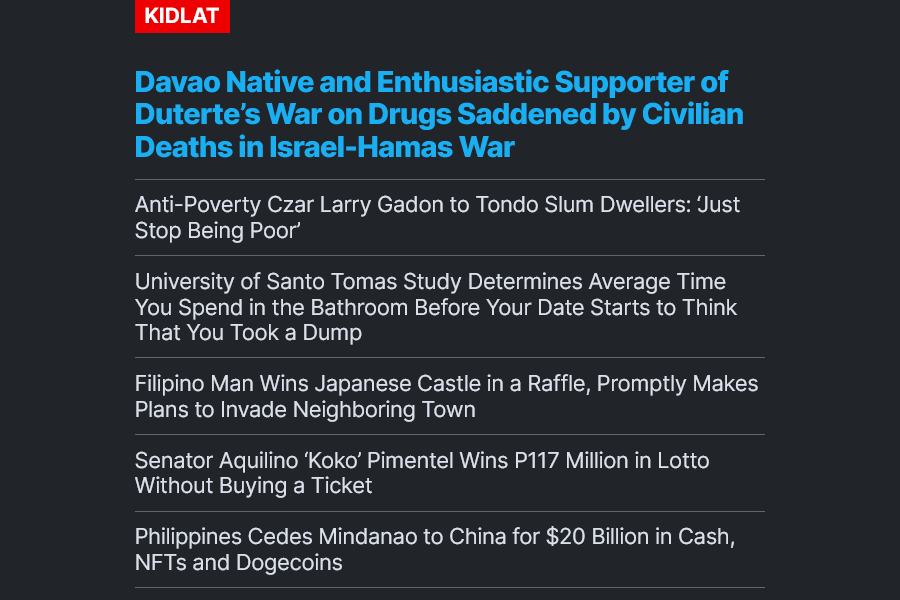 KIDLAT
Davao Native and Enthusiastic Supporter of
Duterte’s War on Drugs Saddened by Civilian
Deaths in Israel-Hamas War
Anti-Poverty Czar Larry Gadon to Tondo Slum Dwellers: ‘Just
Stop Being Poor’
University of Santo Tomas Study Determines Average Time
You Spend in the Bathroom Before Your Date Starts to Think
That You Took a Dump
Filipino Man Wins Japanese Castle in a Raffle, Promptly Makes
Plans to Invade Neighboring Town
Senator Aquilino ‘Koko’ Pimentel Wins P117 Million in Lotto
Without Buying a Ticket
Philippines Cedes Mindanao to China for $20 Billion in Cash,
NFTs and Dogecoins